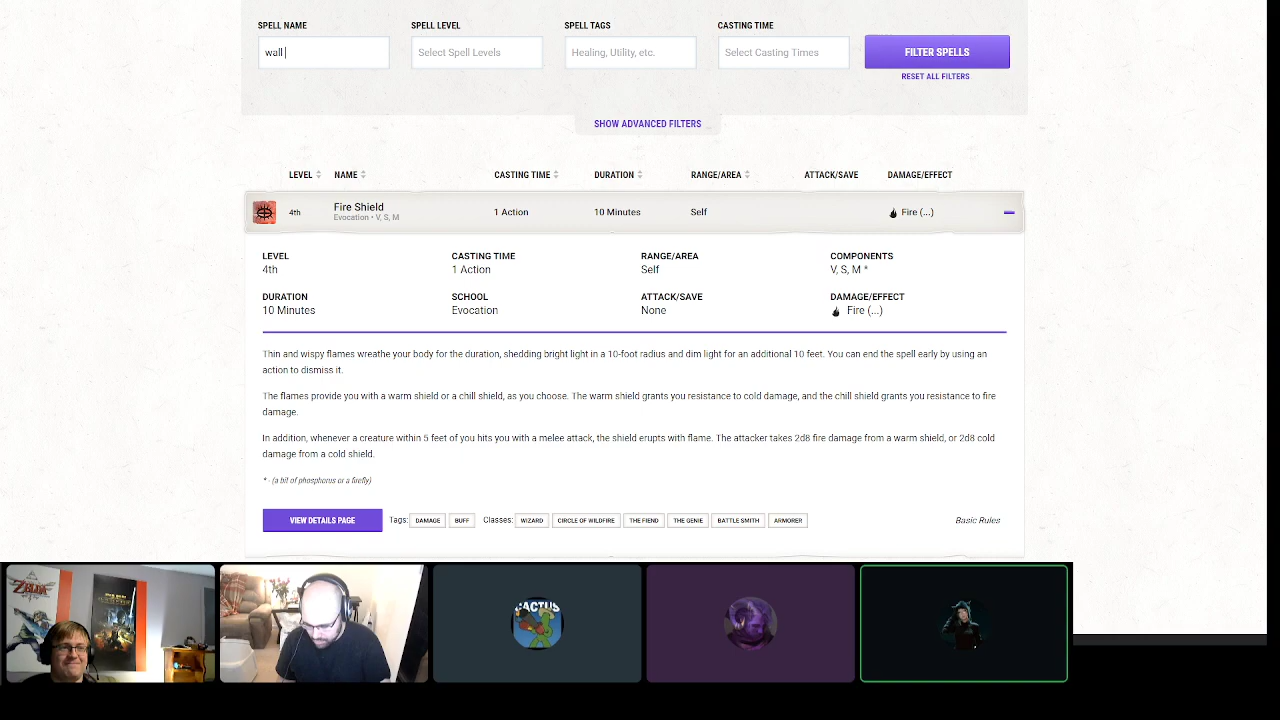 SPELL NAME
SPELL LEVEL
SPELL TAGS
CASTING TIME
wall
Select Spell Levels
Healing, Utility, etc.
Select Casting Times
FILTER SPELLS
RESET ALL FILTERS
SHOW ADVANCED FILTERS
LEVEL NAME CASTING TIME DURATION RANGE/AREA ATTACK/SAVE DAMAGE/EFFECT
4th
Fire Shield
Evocation • V, S, M
1 Action
10 Minutes
Self
Fire (...)
LEVEL CASTING TIME RANGE/AREA COMPONENTS
4th 1 Action Self V, S, M *
DURATION SCHOOL ATTACK/SAVE DAMAGE/EFFECT
10 Minutes Evocation None Fire (...)
Thin and wispy flames wreathe your body for the duration, shedding bright light in a 10-foot radius and dim light for an additional 10 feet. You can end the spell early by using an
action to dismiss it.
The flames provide you with a warm shield or a chill shield, as you choose. The warm shield grants you resistance to cold damage, and the chill shield grants you resistance to fire
damage.
In addition, whenever a creature within 5 feet of you hits you with a melee attack, the shield erupts with flame. The attacker takes 2d8 fire damage from a warm shield, or 2d8 cold
damage from a cold shield.
* - (a bit of phosphorus or a firefly)
VIEW DETAILS PAGE
Tags: DAMAGE BUFF Classes: WIZARD CIRCLE OF WILDFIRE THE FIEND THE GENIE BATTLE SMITH ARMORER
Basic Rules
ZELDA
CACTUS